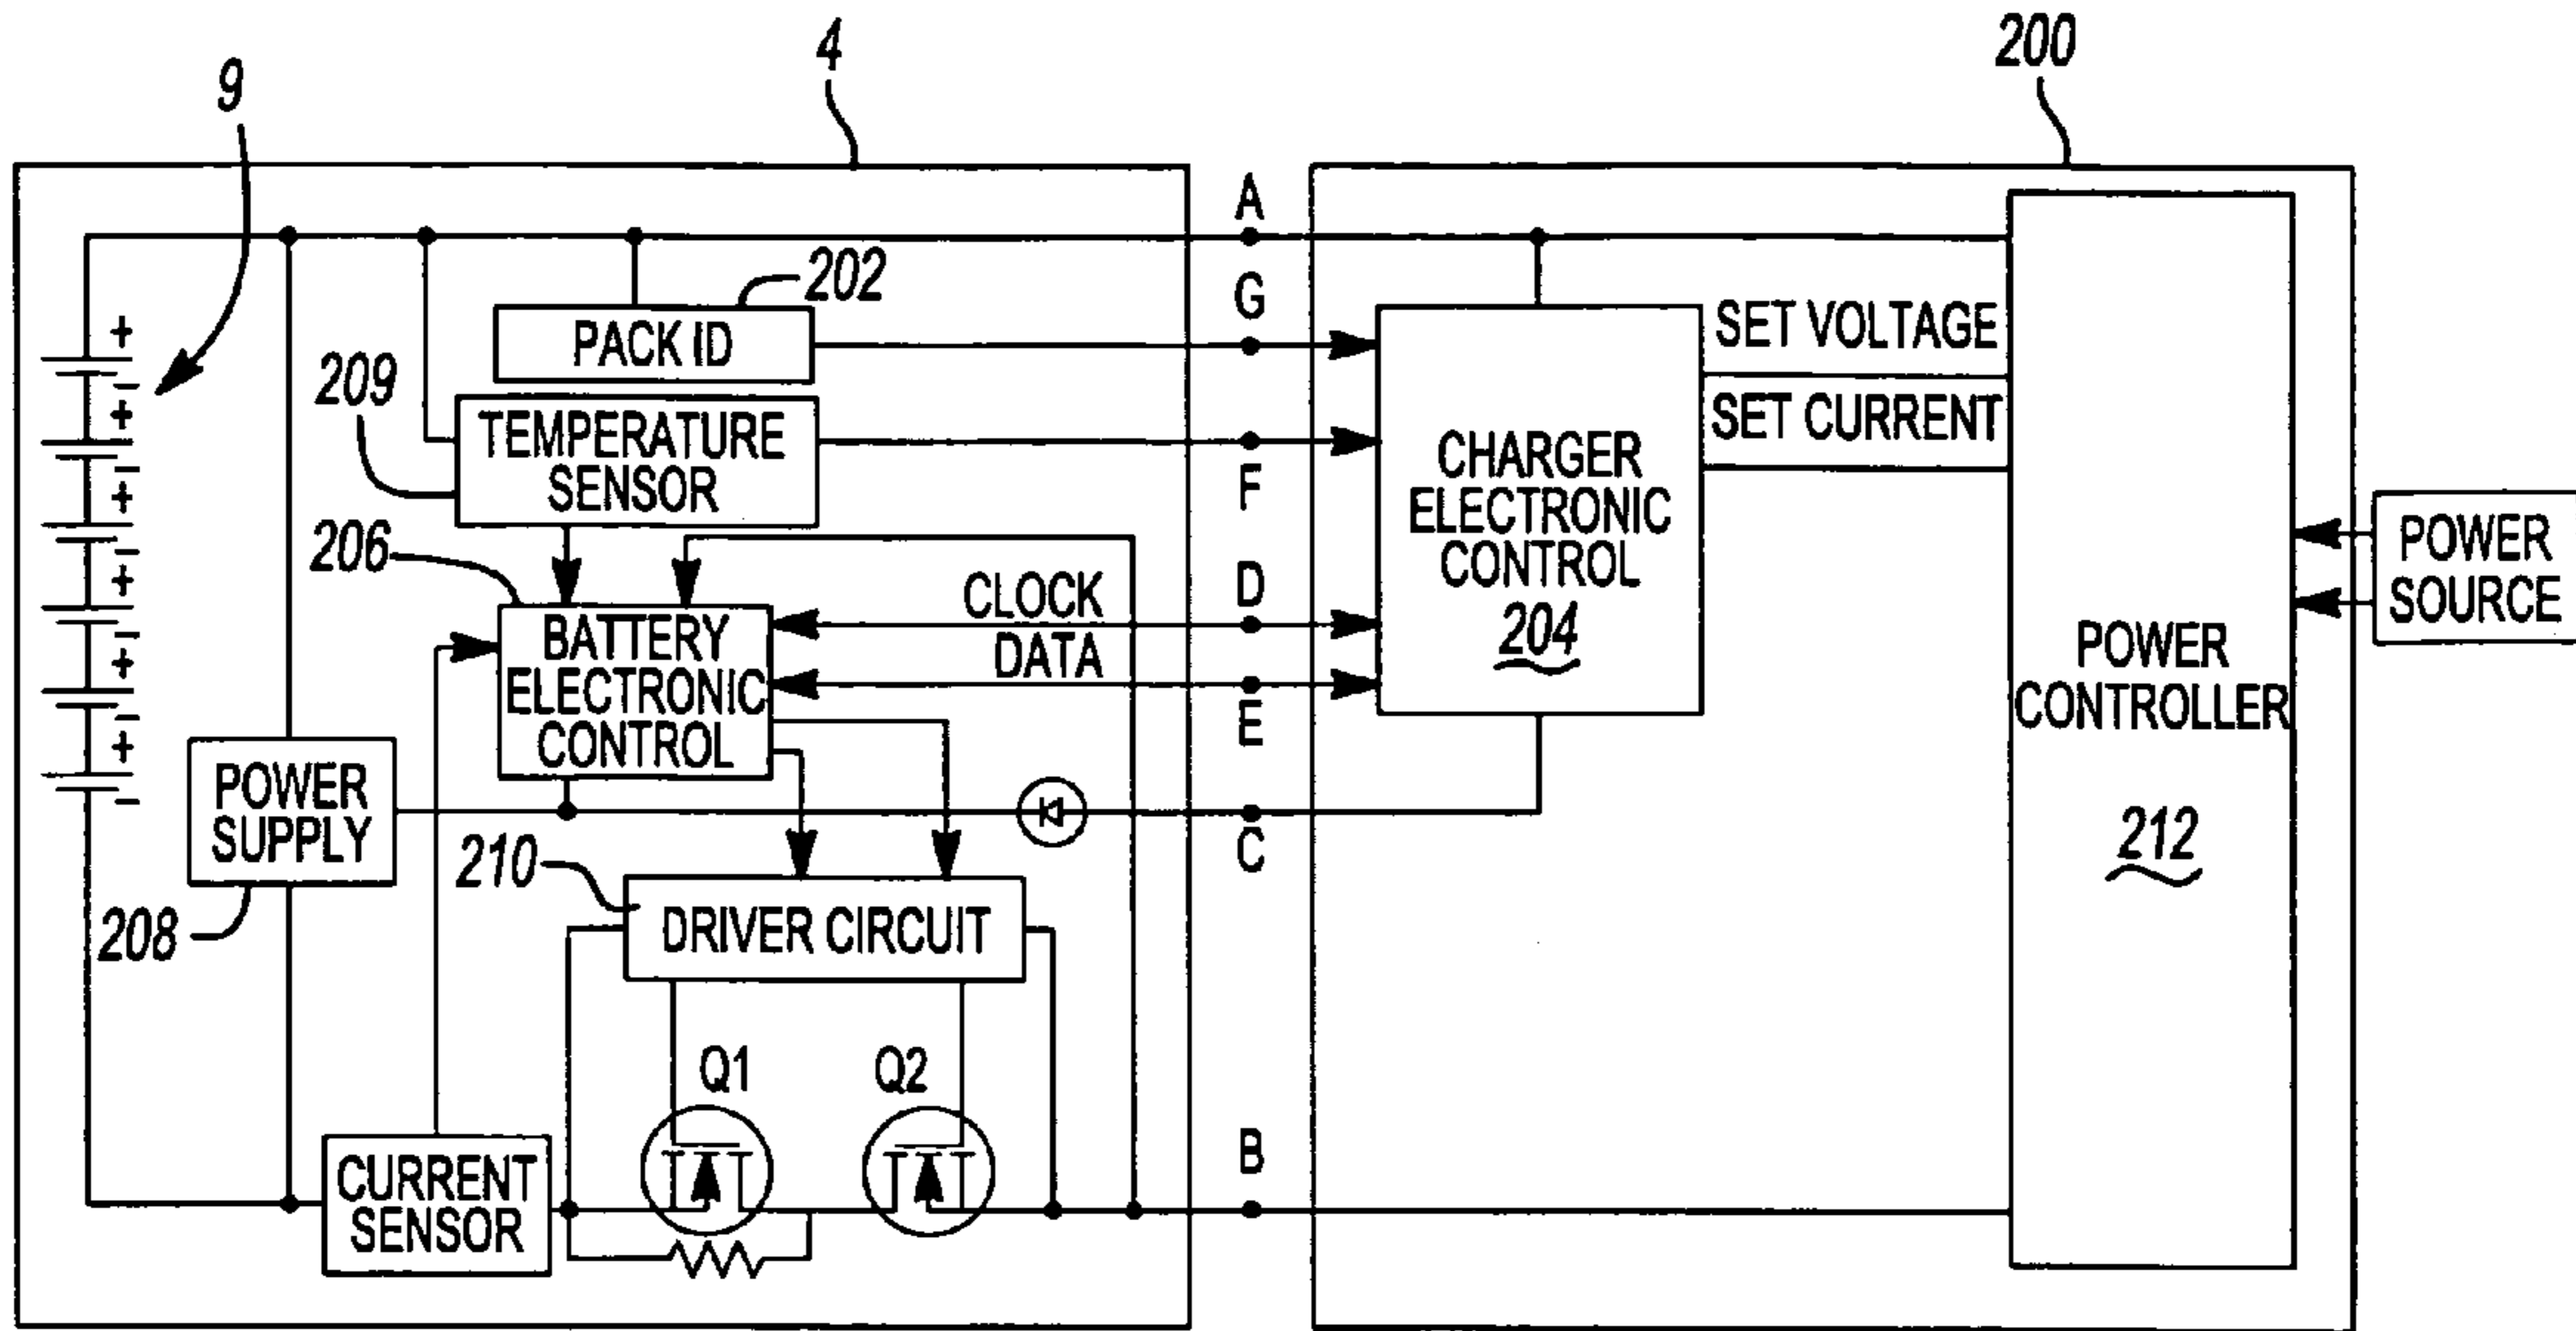 4
200
9
A
202
G
PACK ID
SET VOLTAGE
209
TEMPERATURE
SENSOR
F
SET CURRENT
CHARGER
ELECTRONIC
CONTROL
204
206
CLOCK
D
DATA
BATTERY
ELECTRONIC
CONTROL
E
POWER
SOURCE
POWER
CONTROLLER
212
POWER
SUPPLY
C
208
210
DRIVER CIRCUIT
Q1
Q2
B
CURRENT
SENSOR
+
-
+
-
+
-
+
-
+
-
+
-